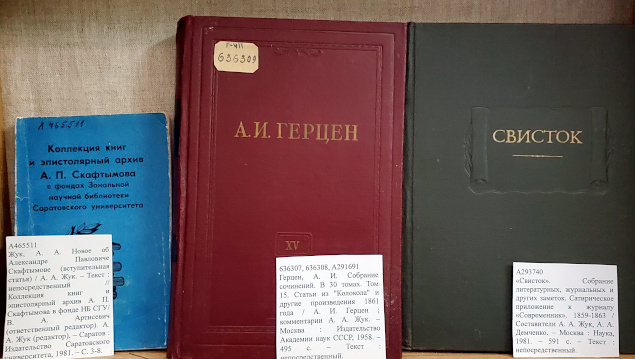 А 465511
Коллекция книг
и эпистолярный архив
А. П. Скафтымова
в фондах Зональной
научной библиотеки
Саратовского университета
А465511
Жук, А. А. Новое об
Александре Павловиче
Скафтымове (вступительная
статья) / А. А. Жук. – Текст :
непосредственный //
Коллекция книг и
эпистолярный архив А. П.
Скафтымова в фонде НБ СГУ/
В. А. Артисевич
(ответственный редактор). А.
А. Жук (редактор). – Саратов :
Издательство Саратовского
университета, 1981. – С. 3-8.
Г-411
636309
А.И. ГЕРЦЕН
XV
636307, 636308, А291691
Герцен, А. И. Собрание
сочинений. В 30 томах. Том
15. Статьи из "Колокола" и
другие произведения 1861
года / А. И. Герцен ;
комментарии А. А. Жук. –
Москва : Издательство
Академии наук СССР, 1958. –
495 с. – Текст :
непосредственный.
СВИСТОК
А293740
«Свисток». Собрание
литературных, журнальных и
других заметок. Сатирическое
приложение к журналу
«Современник». 1859-1863 /
Составители А. А. Жук, А. А.
Демченко. – Москва : Наука,
1981. – 591 с. – Текст :
непосредственный.